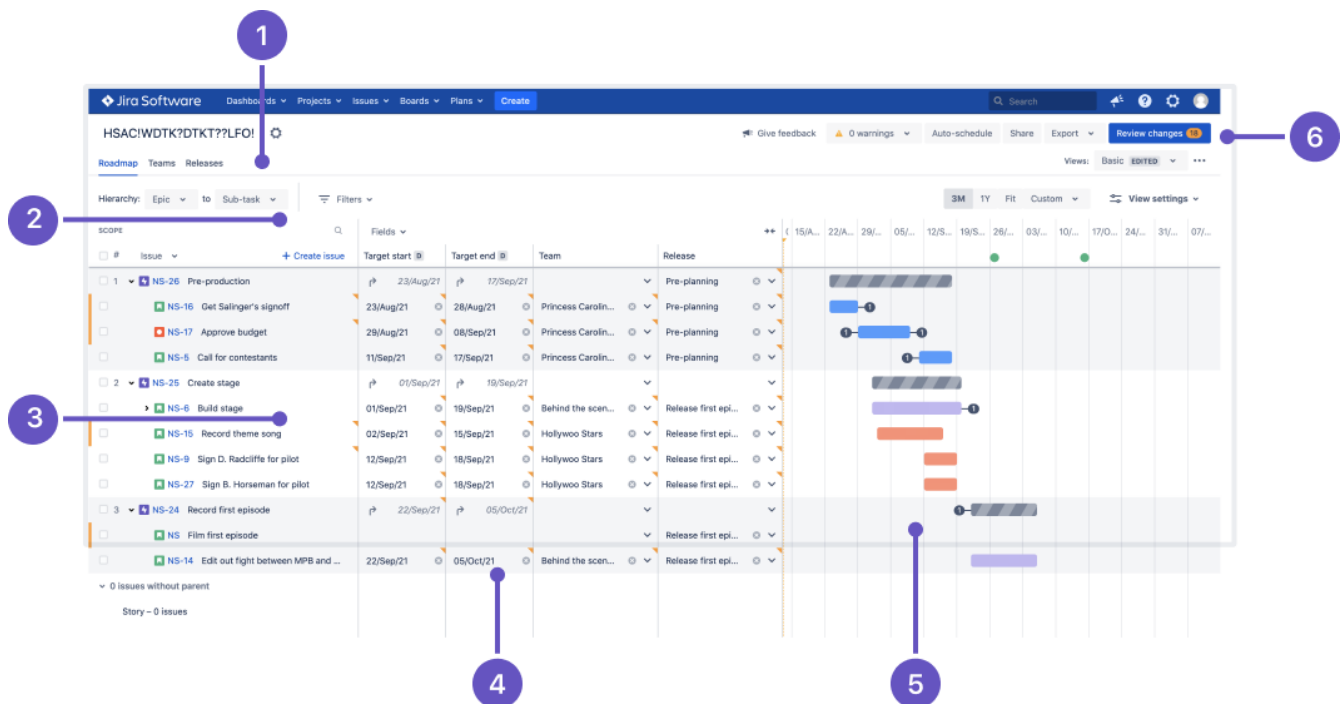 1
Jira Software Dashboards Projects Issues Boards Plans Create Search
HSAC!WDTK?DTKT??LFO! Give feedback 0 warnings Auto-schedule Share Export Review changes 18
6
Roadmap Teams Releases Views: Basic EDITED
Hierarchy: Epic to Sub-task Filters 3M 1Y Fit Custom View settings
2
SCOPE Fields 15/A... 22/A... 29/... 05/... 12/S... 19/S... 26/... 03/... 10/... 17/O... 24/... 31/... 07/...
# Issue + Create issue Target start D Target end D Team Release
1 NS-26 Pre-production 23/Aug/21 17/Sep/21 Pre-planning
NS-16 Get Salinger's signoff 23/Aug/21 28/Aug/21 Princess Carolin... Pre-planning 1
NS-17 Approve budget 29/Aug/21 08/Sep/21 Princess Carolin... Pre-planning 1 1
NS-5 Call for contestants 11/Sep/21 17/Sep/21 Princess Carolin... Pre-planning 1
2 NS-25 Create stage 01/Sep/21 19/Sep/21
NS-6 Build stage 01/Sep/21 19/Sep/21 Behind the scen... Release first epi... 1
3
NS-15 Record theme song 02/Sep/21 15/Sep/21 Hollywoo Stars Release first epi...
NS-9 Sign D. Radcliffe for pilot 12/Sep/21 18/Sep/21 Hollywoo Stars Release first epi...
NS-27 Sign B. Horseman for pilot 12/Sep/21 18/Sep/21 Hollywoo Stars Release first epi...
3 NS-24 Record first episode 22/Sep/21 05/Oct/21 1
NS Film first episode Release first epi...
NS-14 Edit out fight between MPB and ... 22/Sep/21 05/Oct/21 Behind the scen... Release first epi...
0 issues without parent
Story – 0 issues
4
5